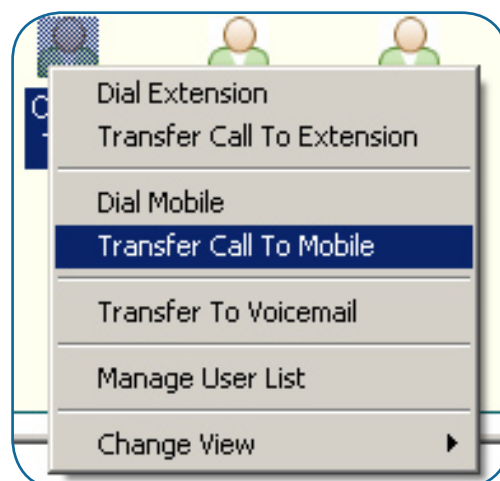 Dial Extension
Transfer Call To Extension
Dial Mobile
Transfer Call To Mobile
Transfer To Voicemail
Manage User List
Change View